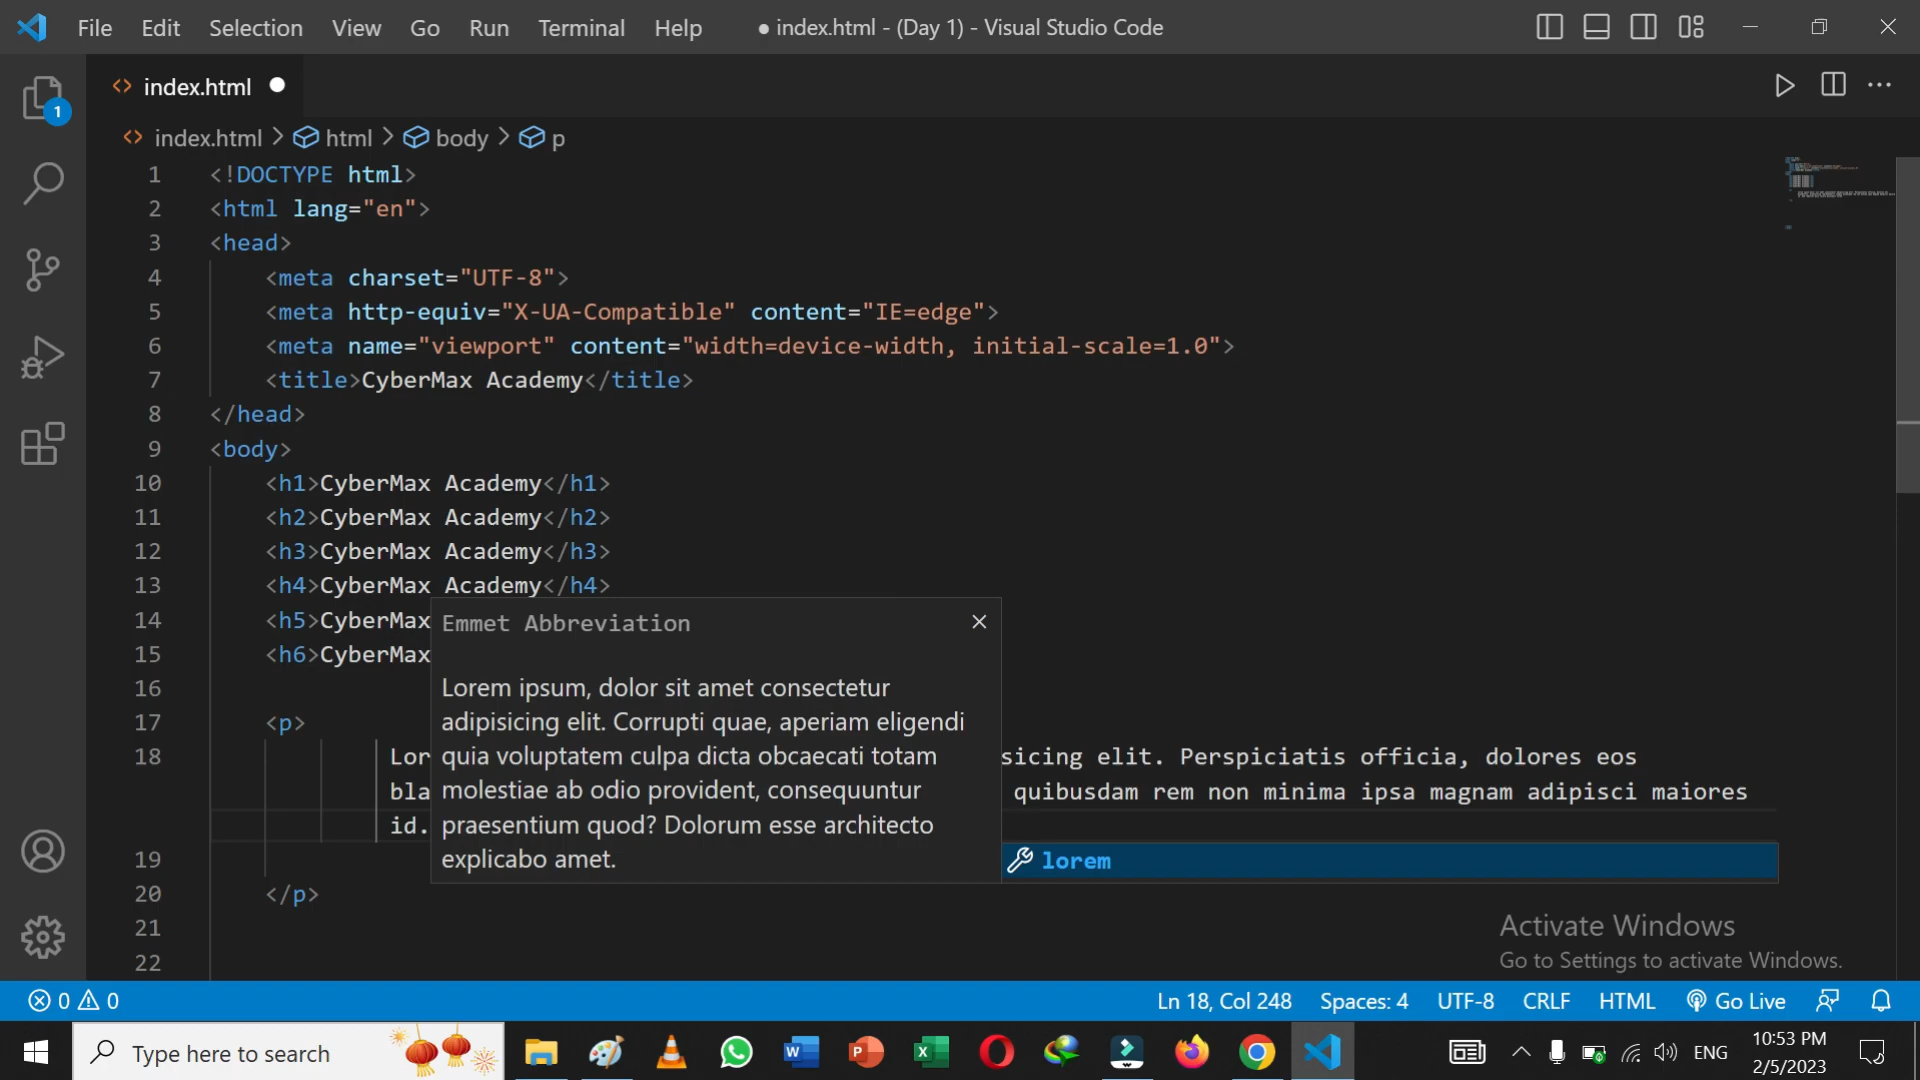 File Edit Selection View Go Run Terminal Help ● index.html - (Day 1) - Visual Studio Code
index.html
1
index.html > html > body > p
1 <!DOCTYPE html>
2 <html lang="en">
3 <head>
4 <meta charset="UTF-8">
5 <meta http-equiv="X-UA-Compatible" content="IE=edge">
6 <meta name="viewport" content="width=device-width, initial-scale=1.0">
7 <title>CyberMax Academy</title>
8 </head>
9 <body>
10 <h1>CyberMax Academy</h1>
11 <h2>CyberMax Academy</h2>
12 <h3>CyberMax Academy</h3>
13 <h4>CyberMax Academy</h4>
14 <h5>CyberMax
15 <h6>CyberMax
16
17 <p>
18 Lor sicing elit. Perspiciatis officia, dolores eos
bla quibusdam rem non minima ipsa magnam adipisci maiores
id.
19
20 </p>
21
22
Emmet Abbreviation
Lorem ipsum, dolor sit amet consectetur
adipisicing elit. Corrupti quae, aperiam eligendi
quia voluptatem culpa dicta obcaecati totam
molestiae ab odio provident, consequuntur
praesentium quod? Dolorum esse architecto
explicabo amet.
lorem
Activate Windows
Go to Settings to activate Windows.
0 0 Ln 18, Col 248 Spaces: 4 UTF-8 CRLF HTML Go Live
Type here to search ENG 10:53 PM
2/5/2023